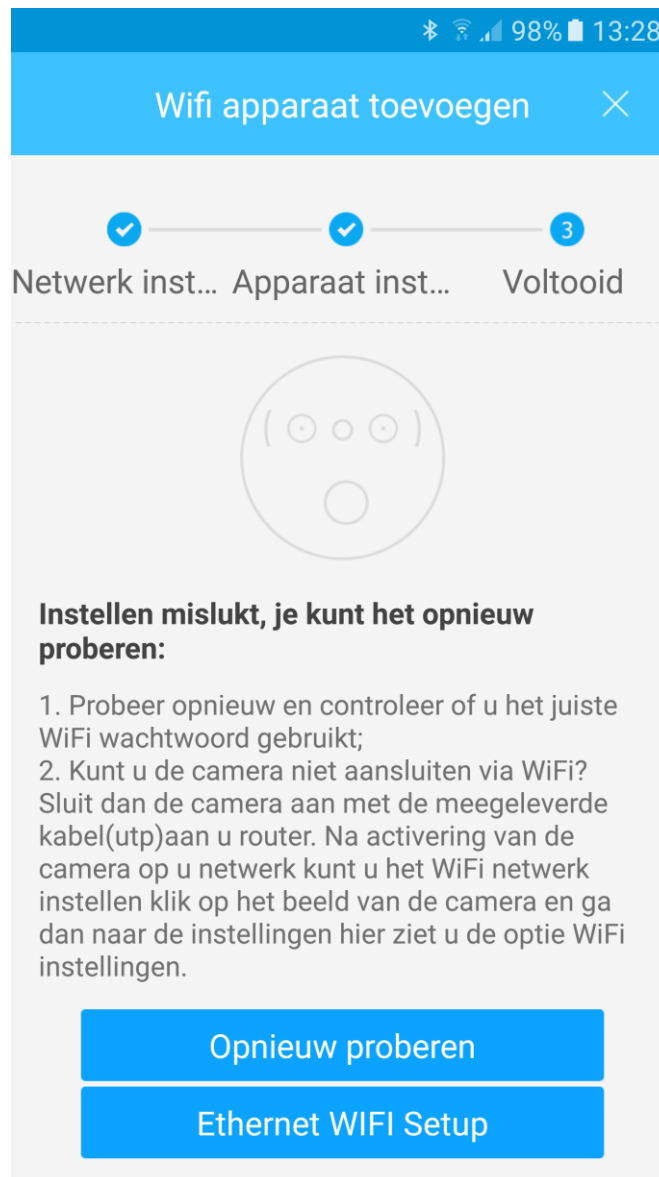 98% 13:28
Wifi apparaat toevoegen
3
Netwerk inst... Apparaat inst... Voltooid
Instellen mislukt, je kunt het opnieuw
proberen:
1. Probeer opnieuw en controleer of u het juiste
WiFi wachtwoord gebruikt;
2. Kunt u de camera niet aansluiten via WiFi?
Sluit dan de camera aan met de meegeleverde
kabel(utp)aan u router. Na activering van de
camera op u netwerk kunt u het WiFi netwerk
instellen klik op het beeld van de camera en ga
dan naar de instellingen hier ziet u de optie WiFi
instellingen.
Opnieuw proberen
Ethernet WIFI Setup